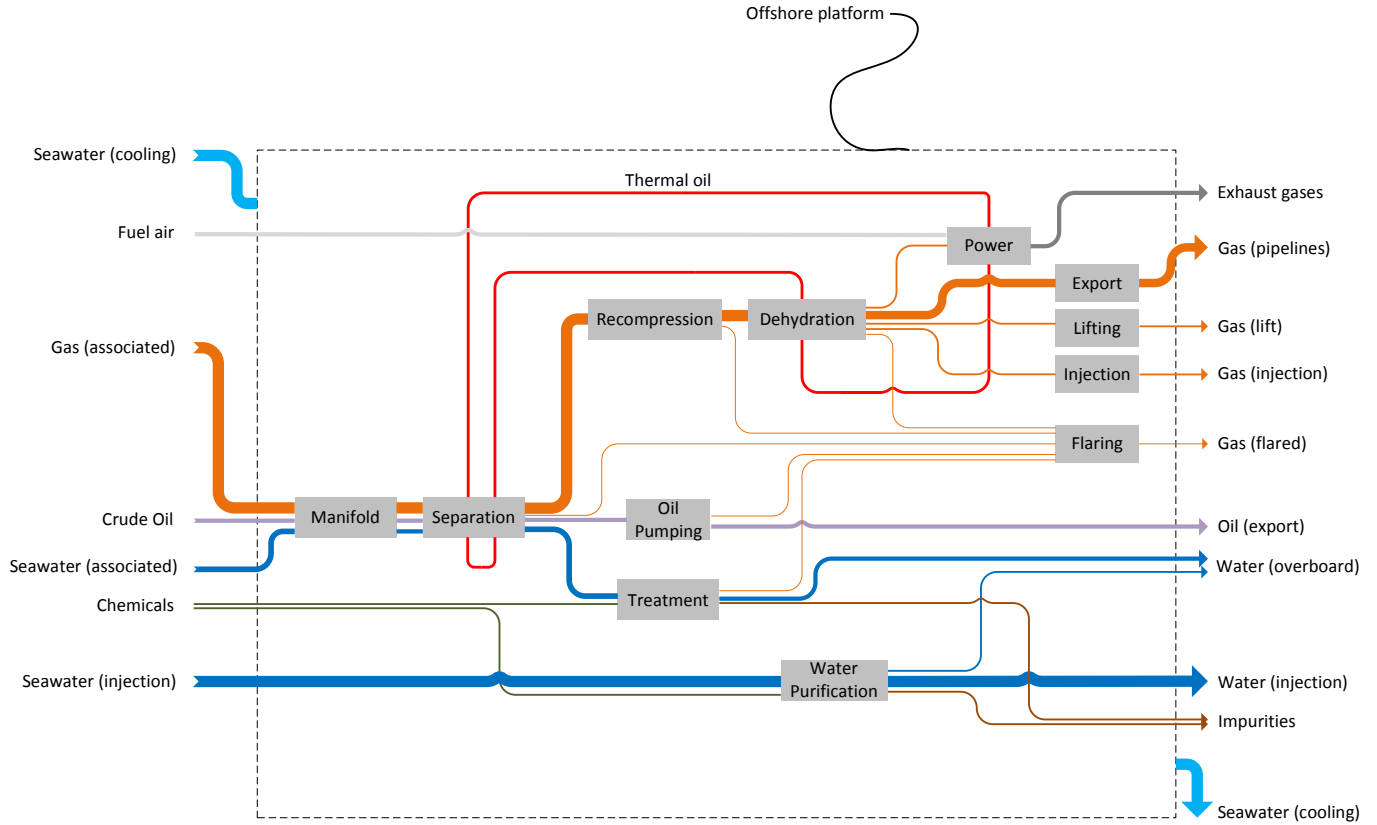 Offshore platform
Seawater (cooling)
Thermal oil
Exhaust gases
Fuel air
Power
Gas (pipelines)
Export
Recompression
Dehydration
Lifting
Gas (lift)
Gas (associated)
Injection
Gas (injection)
Flaring
Gas (flared)
Crude Oil
Manifold
Separation
Oil
Pumping
Oil (export)
Seawater (associated)
Water (overboard)
Chemicals
Treatment
Seawater (injection)
Water
Purification
Water (injection)
Impurities
Seawater (cooling)